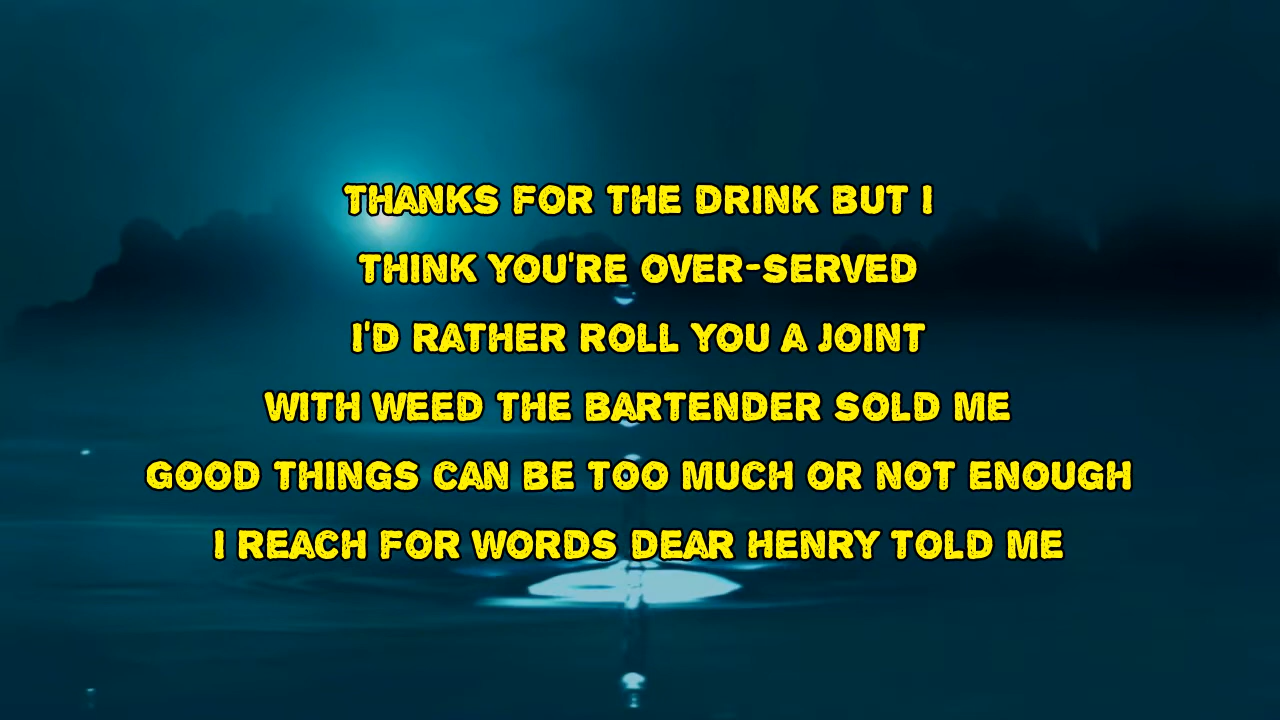 THANKS FOR THE DRINK BUT I
THINK YOU'RE OVER-SERVED
I'D RATHER ROLL YOU A JOINT
WITH WEED THE BARTENDER SOLD ME
GOOD THINGS CAN BE TOO MUCH OR NOT ENOUGH
I REACH FOR WORDS DEAR HENRY TOLD ME